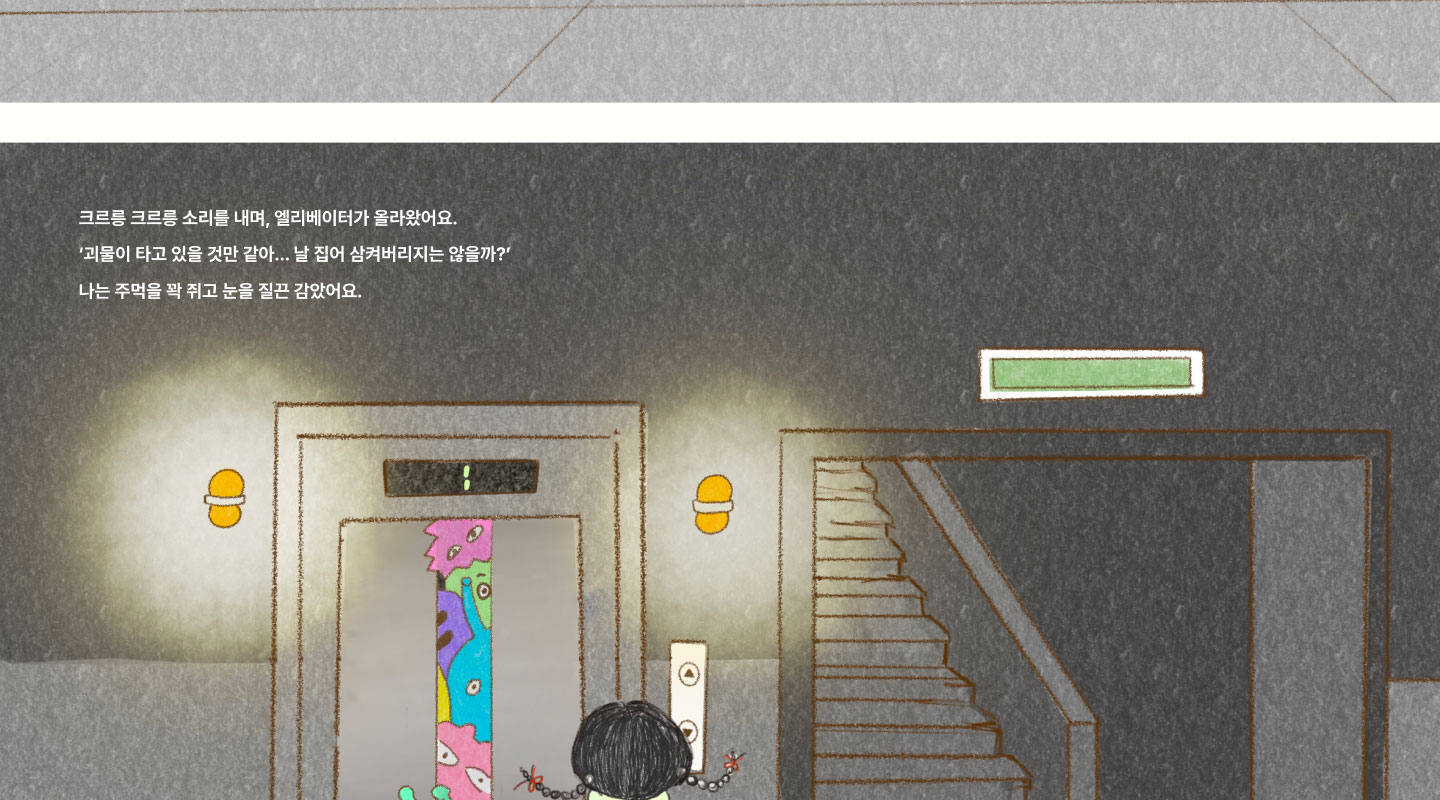 크르릉 크르릉 소리를 내며, 엘리베이터가 올라왔어요.
'괴물이 타고 있을 것만 같아... 날 집어 삼켜버리지는 않을까?'
나는 주먹을 꽉 쥐고 눈을 질끈 감았어요.